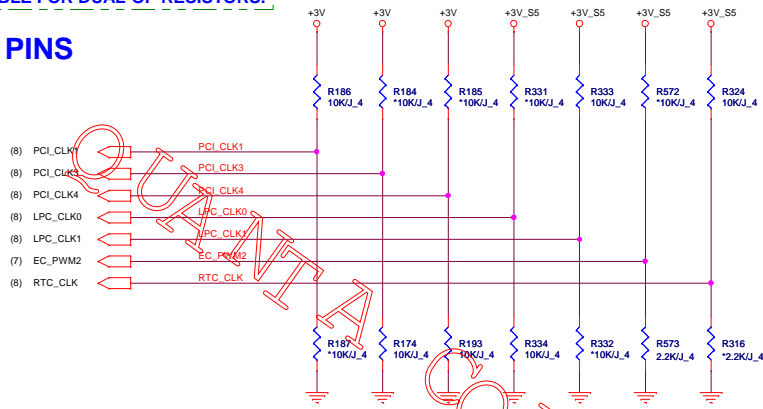 BLE FOR DUAL OP RESISTORS.
PINS
+3V +3V +3V +3V_S5 +3V_S5 +3V_S5 +3V_S5
R186 R184 R185 R331 R333 R572 R324
10K/J_4 *10K/J_4 *10K/J_4 *10K/J_4 10K/J_4 *10K/J_4 10K/J_4
(8) PCI_CLK1 PCI_CLK1
(8) PCI_CLK3 PCI_CLK3
(8) PCI_CLK4 PCI_CLK4
(8) LPC_CLK0 LPC_CLK0
(8) LPC_CLK1 LPC_CLK1
(7) EC_PWM2 EC_PWM2
(8) RTC_CLK RTC_CLK
QUANTA
R187 R174 R193 R334 R332 R573 R316
*10K/J_4 10K/J_4 10K/J_4 10K/J_4 *10K/J_4 2.2K/J_4 *2.2K/J_4